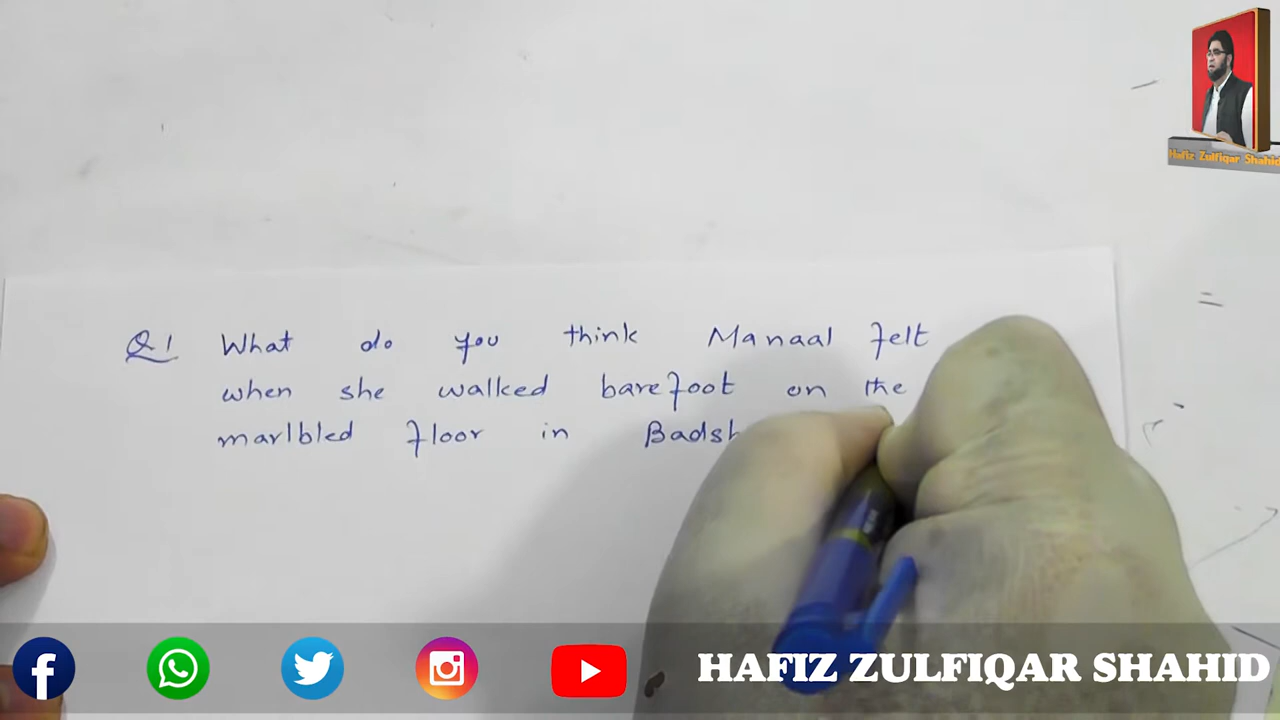 Hafiz Zulfiqar Shahid
Q1 What do you think Manaal felt
when she walked barefoot on the
marlbled floor in Badsh
HAFIZ ZULFIQAR SHAHID